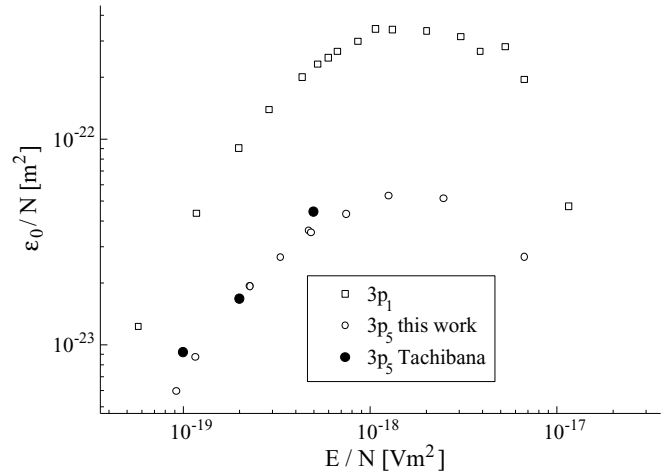 ε₀/ N [m²]
10⁻²²
10⁻²³
3p₁
3p₅ this work
3p₅ Tachibana
10⁻¹⁹
10⁻¹⁸
10⁻¹⁷
E / N [Vm²]